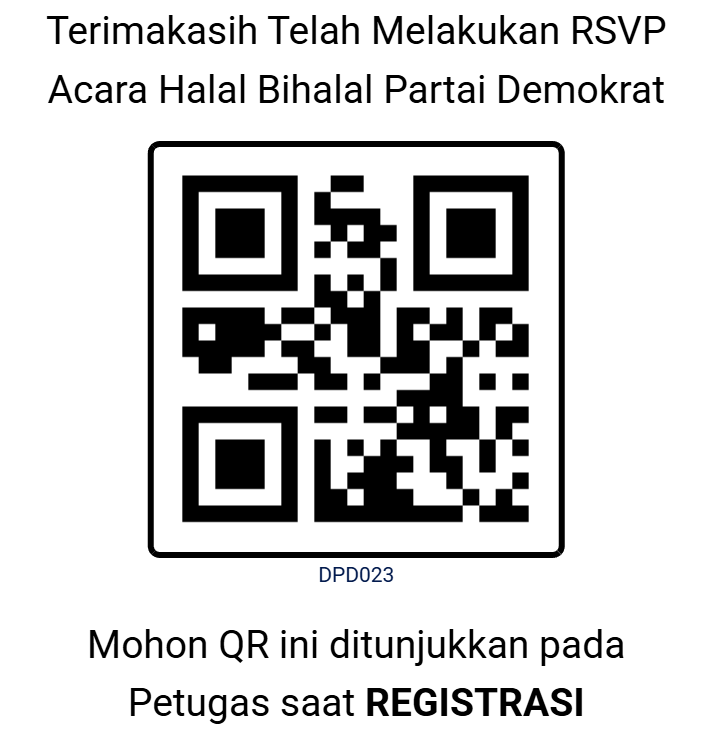 Terimakasih Telah Melakukan RSVP
Acara Halal Bihalal Partai Demokrat
DPD023
Mohon QR ini ditunjukkan pada
Petugas saat REGISTRASI